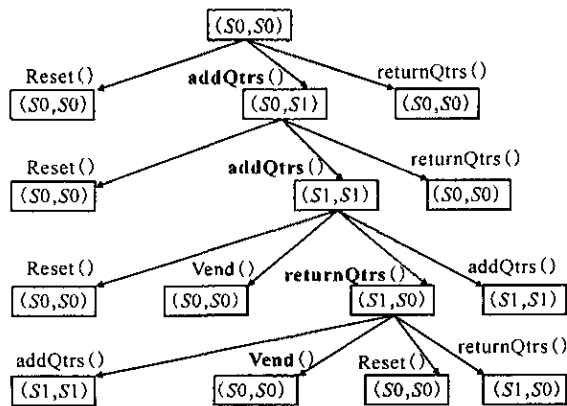 (S0,S0)
Reset() addQtrs() returnQtrs()
(S0,S0) (S0,S1) (S0,S0)
Reset() addQtrs() returnQtrs()
(S0,S0) (S1,S1) (S0,S0)
Reset() Vend() returnQtrs() addQtrs()
(S0,S0) (S0,S0) (S1,S0) (S1,S1)
addQtrs() Vend() Reset() returnQtrs()
(S1,S1) (S0,S0) (S0,S0) (S1,S0)